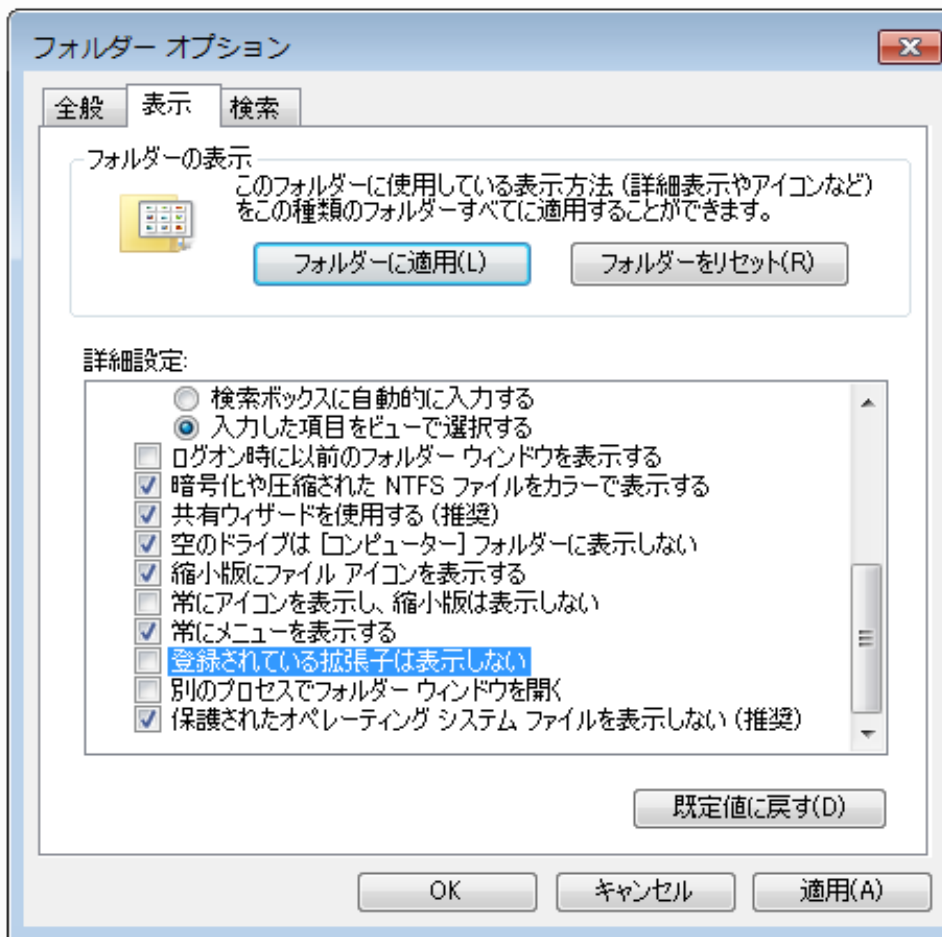 フォルダー オプション
全般 表示 検索
フォルダーの表示
このフォルダーに使用している表示方法（詳細表示やアイコンなど）
をこの種類のフォルダーすべてに適用することができます。
フォルダーに適用(L) フォルダーをリセット(R)
詳細設定:
検索ボックスに自動的に入力する
入力した項目をビューで選択する
ログオン時に以前のフォルダー ウィンドウを表示する
暗号化や圧縮された NTFS ファイルをカラーで表示する
共有ウィザードを使用する (推奨)
空のドライブは [コンピューター] フォルダーに表示しない
縮小版にファイル アイコンを表示する
常にアイコンを表示し、縮小版は表示しない
常にメニューを表示する
登録されている拡張子は表示しない
別のプロセスでフォルダー ウィンドウを開く
保護されたオペレーティング システム ファイルを表示しない (推奨)
既定値に戻す(D)
OK キャンセル 適用(A)